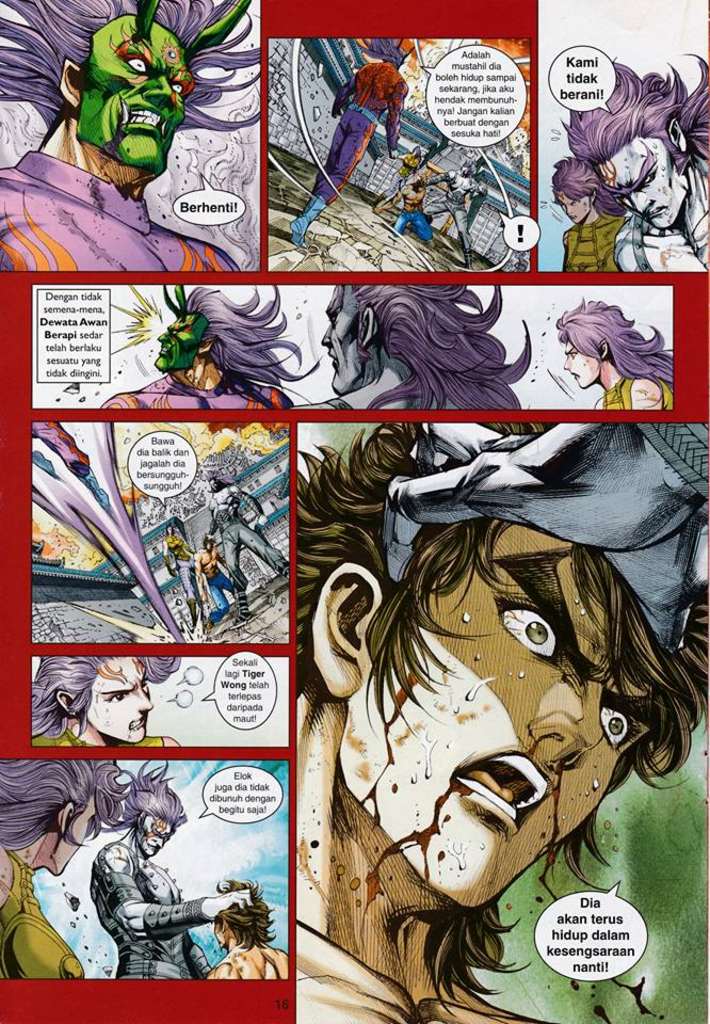 Berhenti!
Adalah
mustahil dia
boleh hidup sampai
sekarang, jika aku
hendak membunuh-
nya! Jangan kalian
berbuat dengan
sesuka hati!
!
Kami
tidak
berani!
Dengan tidak
semena-mena,
Dewata Awan
Berapi sedar
telah berlaku
sesuatu yang
tidak diingini.
Bawa
dia balik dan
jagalah dia
bersungguh-
sungguh!
Sekali
lagi Tiger
Wong telah
terlepas
daripada
maut!
Elok
juga dia
dibunuh dengan
begitu saja!
Dia
akan terus
hidup dalam
kesengsaraan
nanti!
16